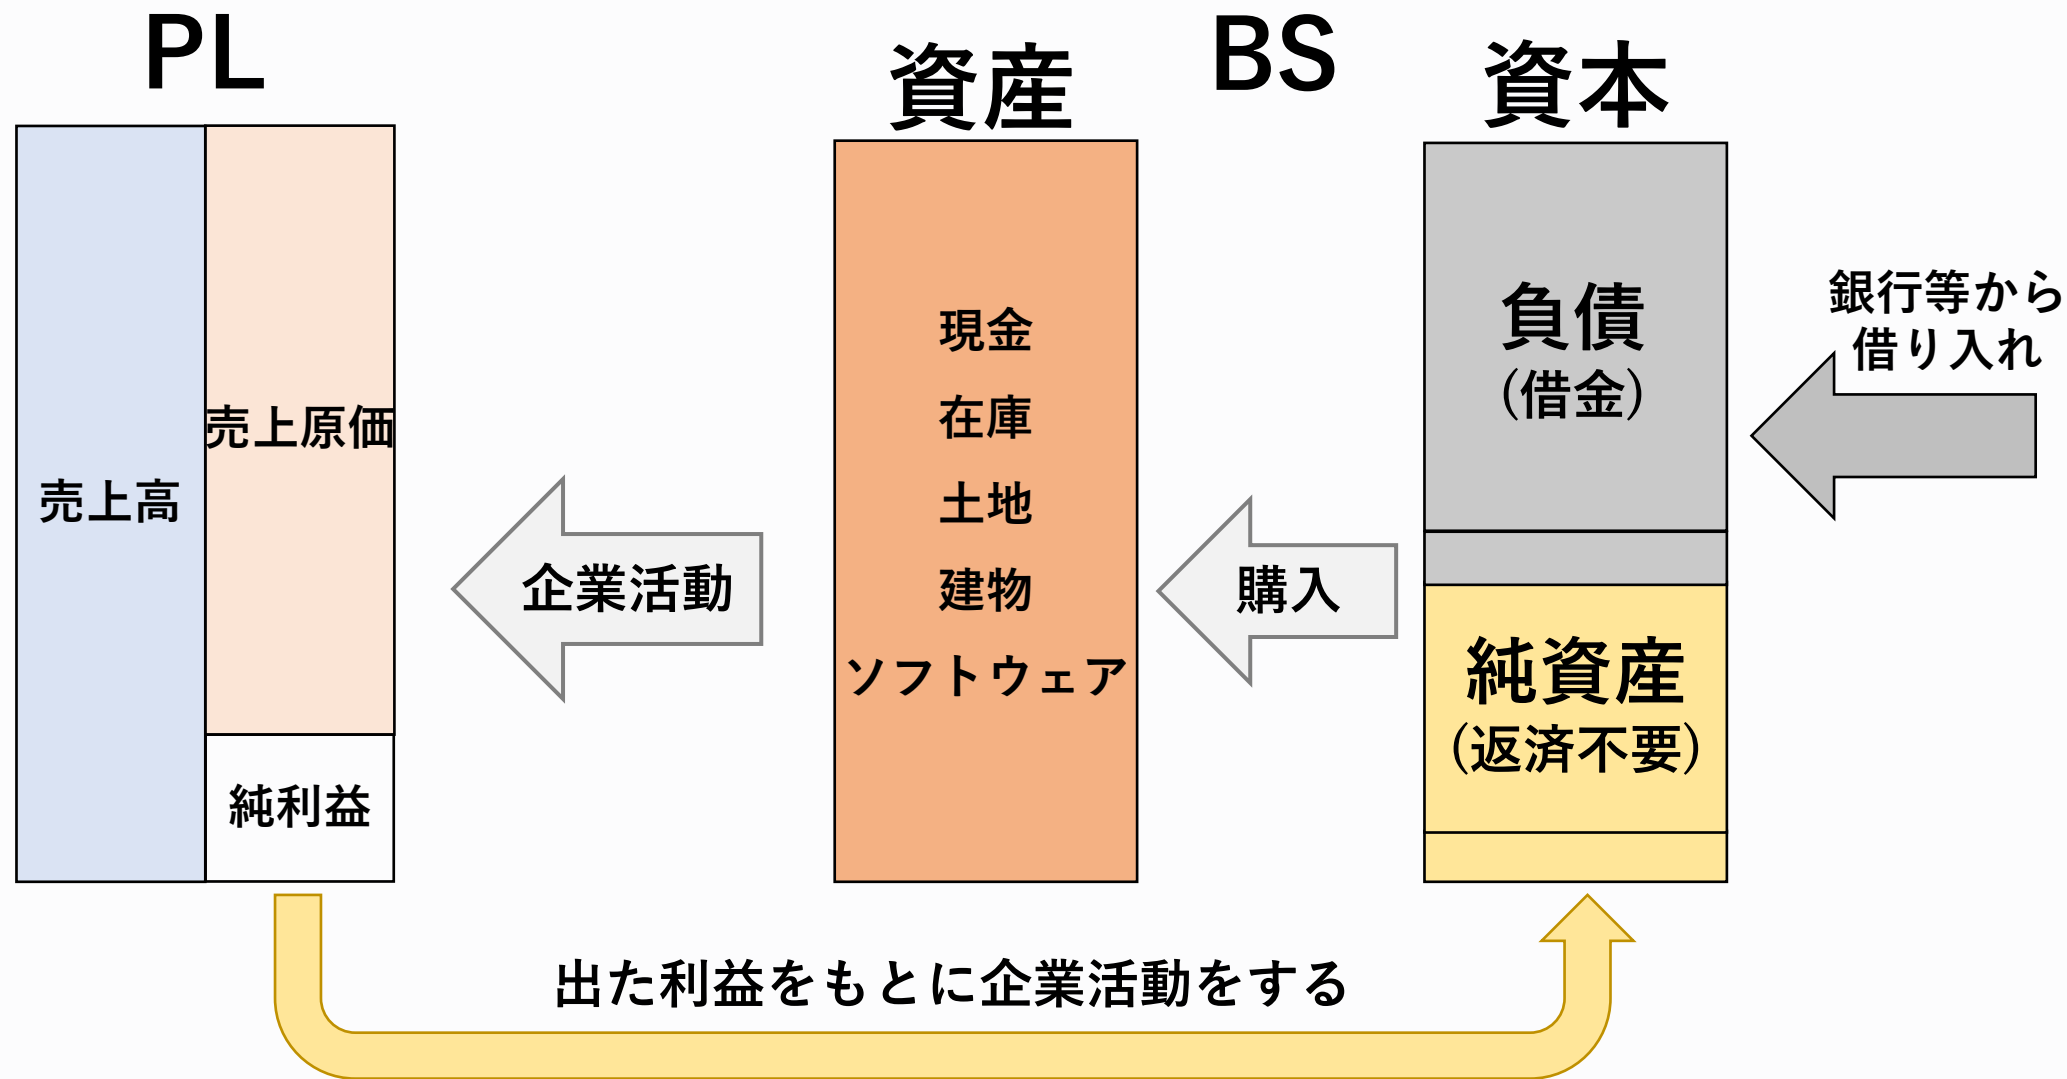 PL
BS
資産
資本
売上高
売上原価
純利益
企業活動
現金
在庫
土地
建物
ソフトウェア
購入
負債
(借金)
純資産
(返済不要)
銀行等から
借り入れ
出た利益をもとに企業活動をする